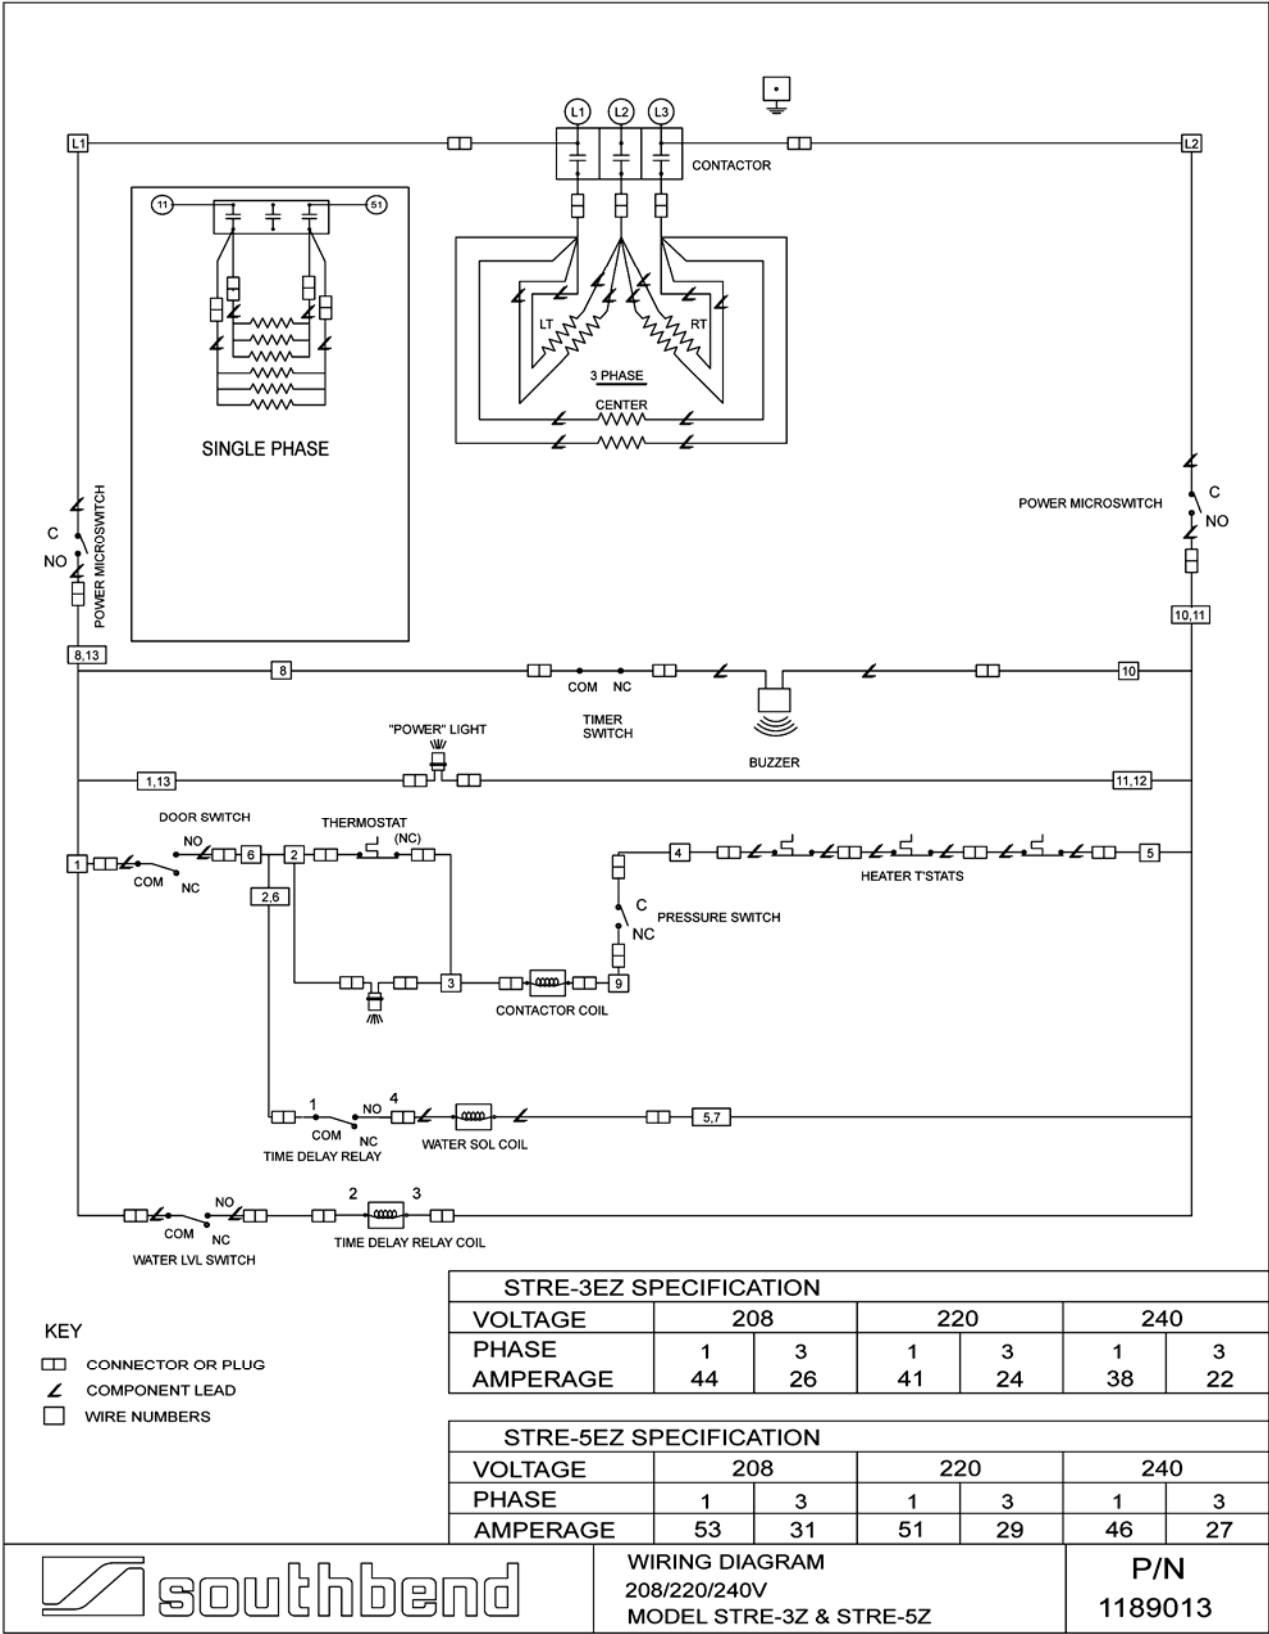 L1 L2 L3
L1
L2
CONTACTOR
11
51
LT
RT
3 PHASE
CENTER
SINGLE PHASE
POWER MICROSWITCH
C
NO
POWER MICROSWITCH
C
NO
10,11
8,13
8
COM NC
10
TIMER
SWITCH
"POWER" LIGHT
BUZZER
1,13
11,12
DOOR SWITCH
THERMOSTAT
(NC)
NO
1
6
2
4
5
COM
NC
HEATER T'STATS
2,6
C
PRESSURE SWITCH
NC
3
9
CONTACTOR COIL
1
NO
4
5,7
COM
NC
WATER SOL COIL
TIME DELAY RELAY
NO
2
3
COM
NC
TIME DELAY RELAY COIL
WATER LVL SWITCH
KEY
CONNECTOR OR PLUG
COMPONENT LEAD
WIRE NUMBERS
STRE-3EZ SPECIFICATION
VOLTAGE 208 220 240
PHASE 1 3 1 3 1 3
AMPERAGE 44 26 41 24 38 22
STRE-5EZ SPECIFICATION
VOLTAGE 208 220 240
PHASE 1 3 1 3 1 3
AMPERAGE 53 31 51 29 46 27
southbend
WIRING DIAGRAM
208/220/240V
MODEL STRE-3Z & STRE-5Z
P/N
1189013